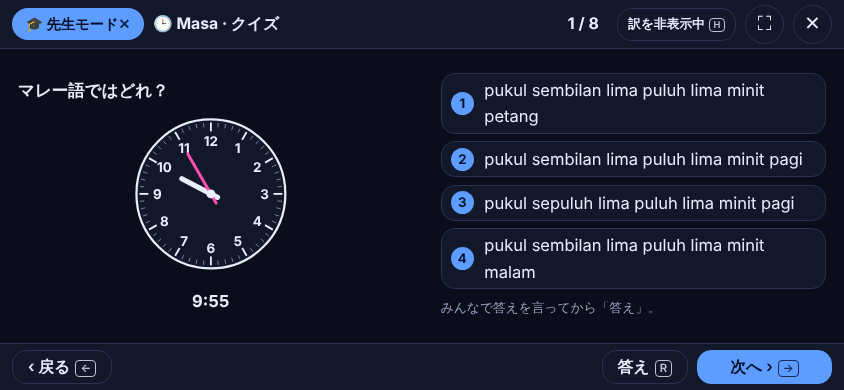 🎓 先生モード✕ 🕒 Masa · クイズ 1 / 8 訳を非表示中 H ✕
マレー語ではどれ？
12
1
2
3
4
5
6
7
8
9
10
11
9:55
1 pukul sembilan lima puluh lima minit
petang
2 pukul sembilan lima puluh lima minit pagi
3 pukul sepuluh lima puluh lima minit pagi
4 pukul sembilan lima puluh lima minit
malam
みんなで答えを言ってから「答え」。
‹ 戻る ← 答え R 次へ › →